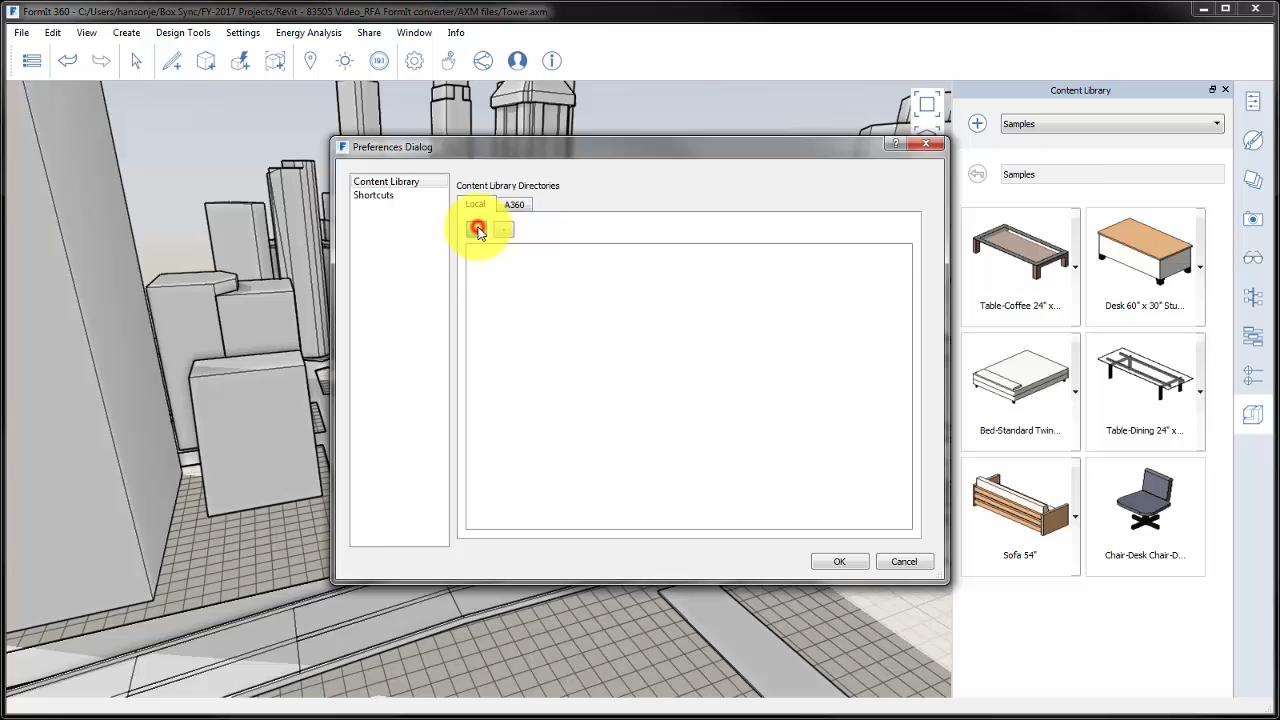 FormIt 360 - C:/Users/hansonje/Box Sync/FY-2017 Projects/Revit - 83505 Video_RFA FormIt converter/AXM files/Tower.axm
File Edit View Create Design Tools Settings Energy Analysis Share Window Info
191
Content Library
Samples
Samples
Preferences Dialog
Content Library
Shortcuts
Content Library Directories
Local A360
OK Cancel
Table-Coffee 24" x... Desk 60" x 30" Stu...
Bed-Standard Twin... Table-Dining 24" x...
Sofa 54" Chair-Desk Chair-D...